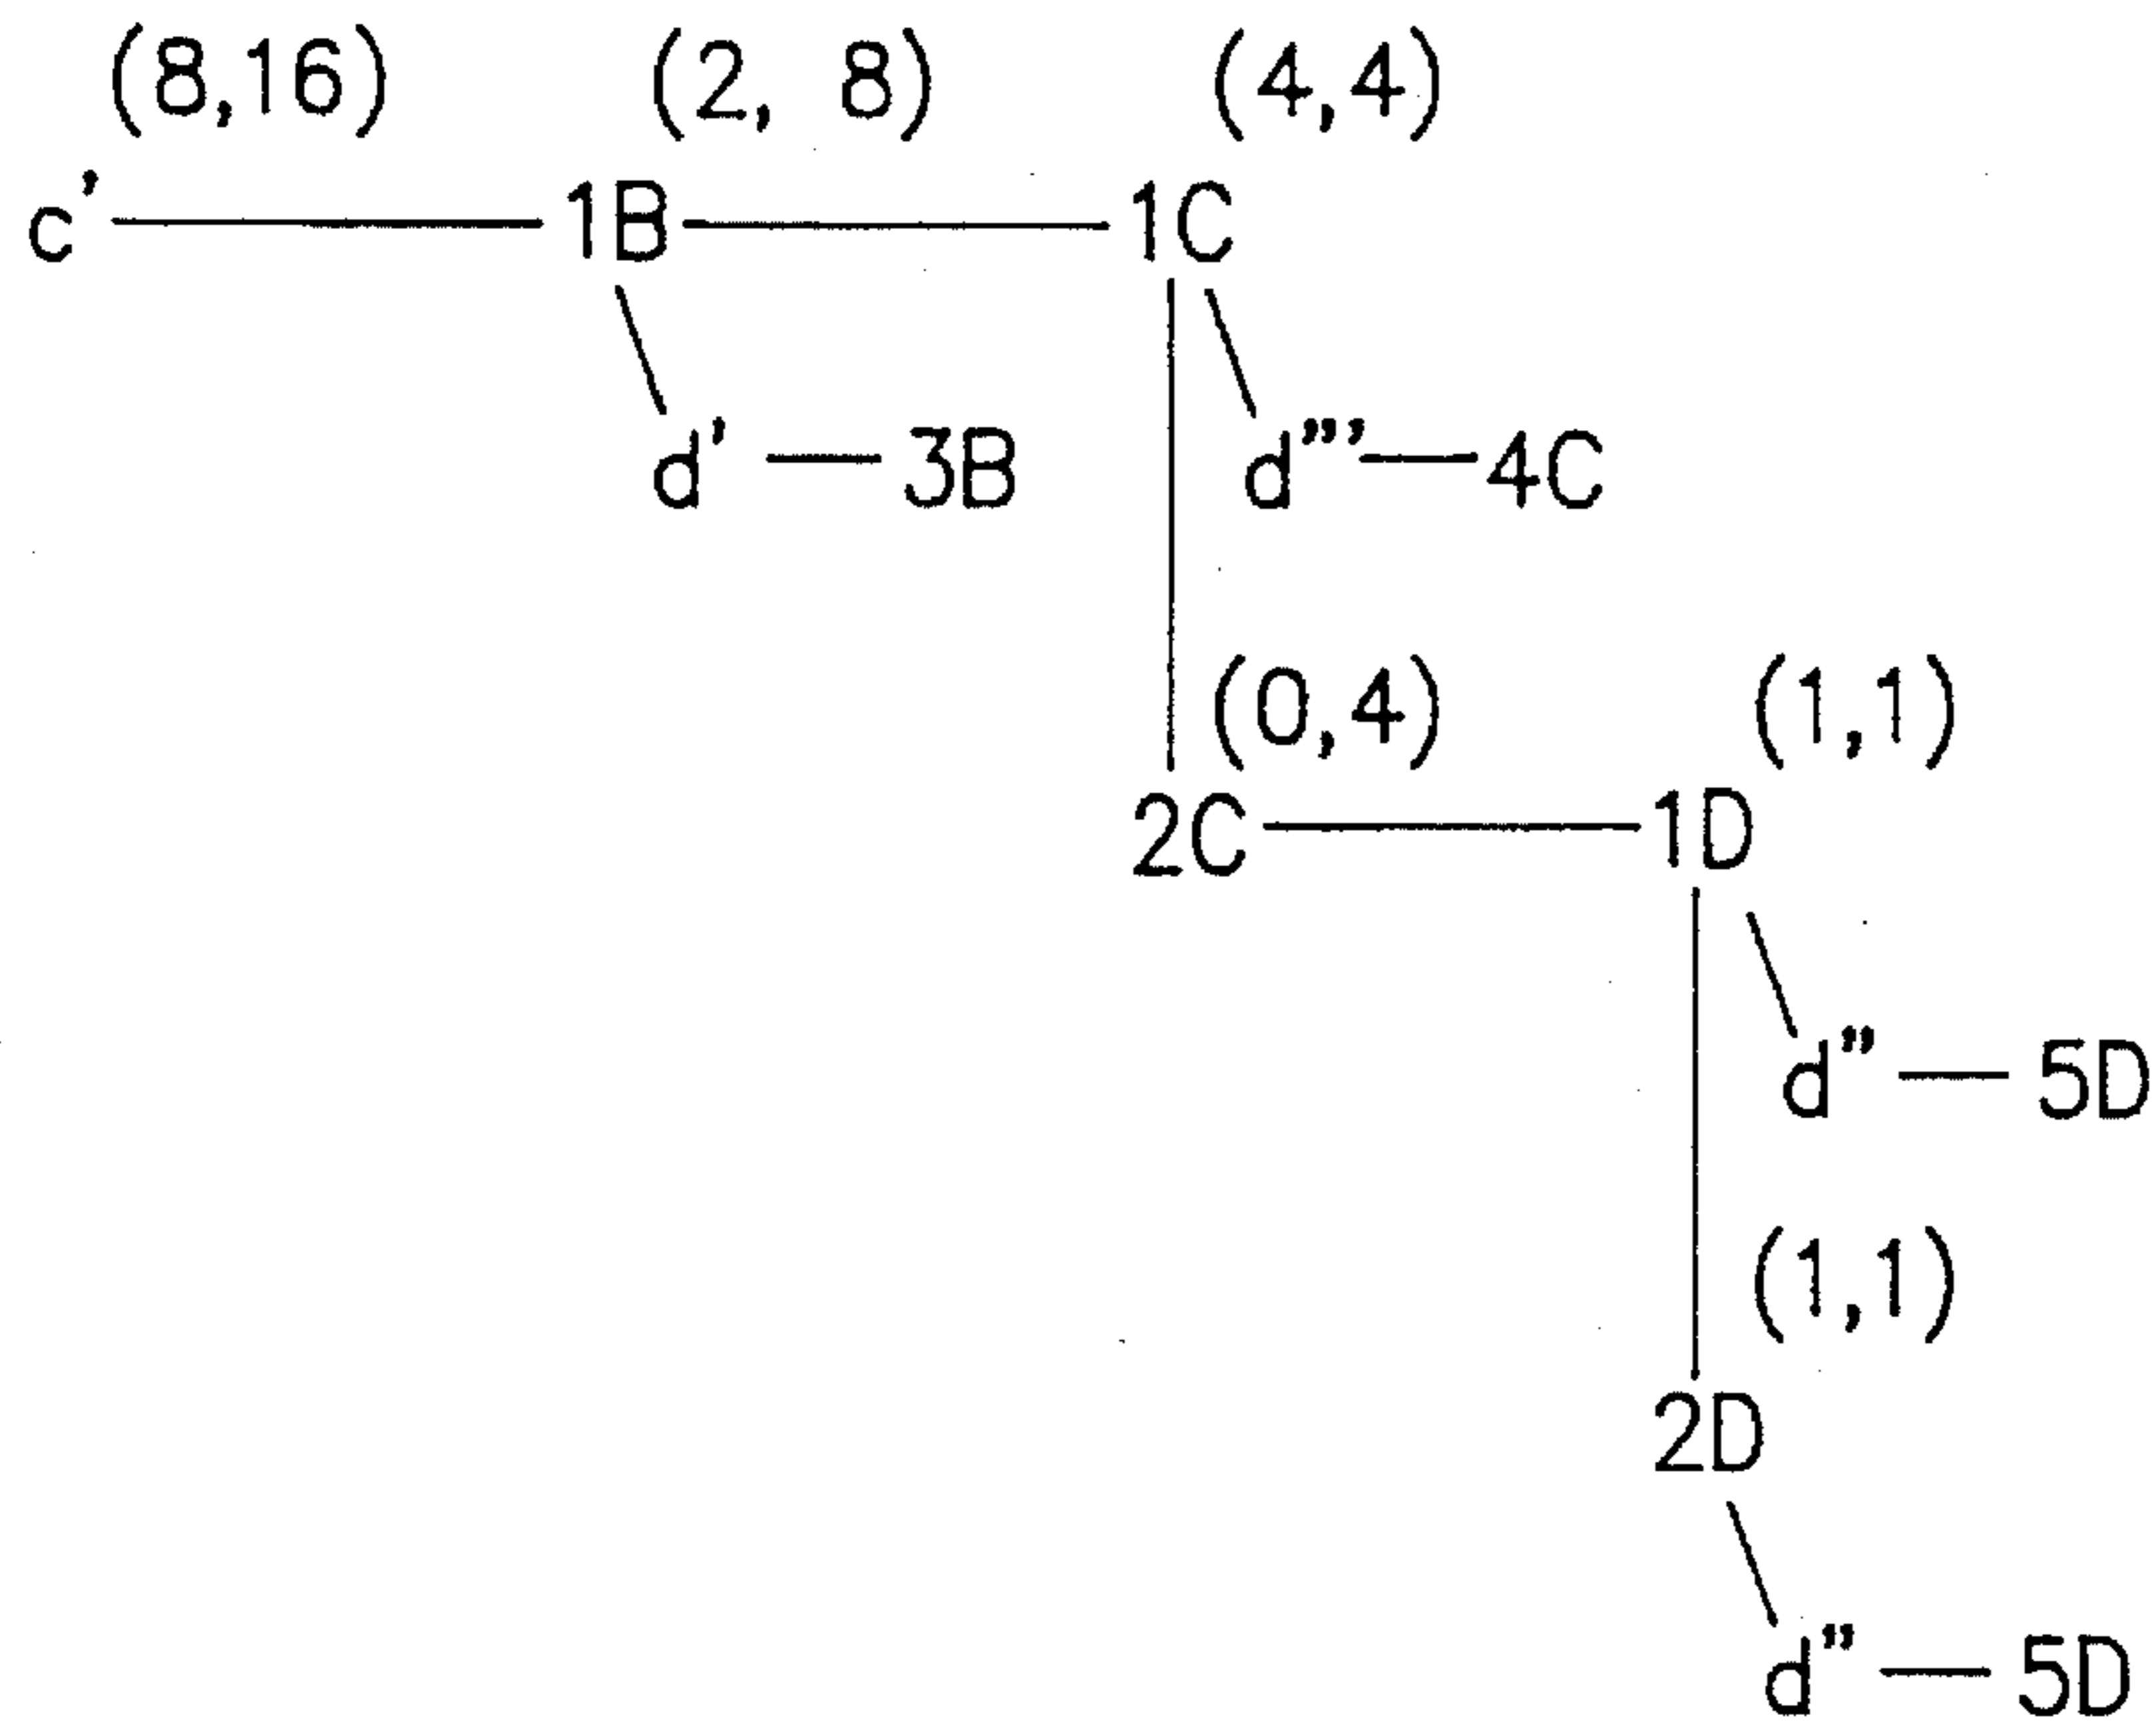 (8,16) (2, 8) (4,4)
c' 1B 1C
d' 3B d''' 4C
(0,4) (1,1)
2C 1D
d'' 5D
(1,1)
2D
d'' 5D